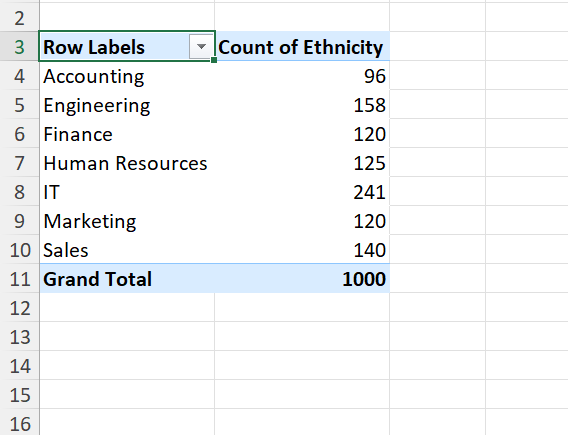 2
3 Row Labels Count of Ethnicity
4 Accounting 96
5 Engineering 158
6 Finance 120
7 Human Resources 125
8 IT 241
9 Marketing 120
10 Sales 140
11 Grand Total 1000
12
13
14
15
16